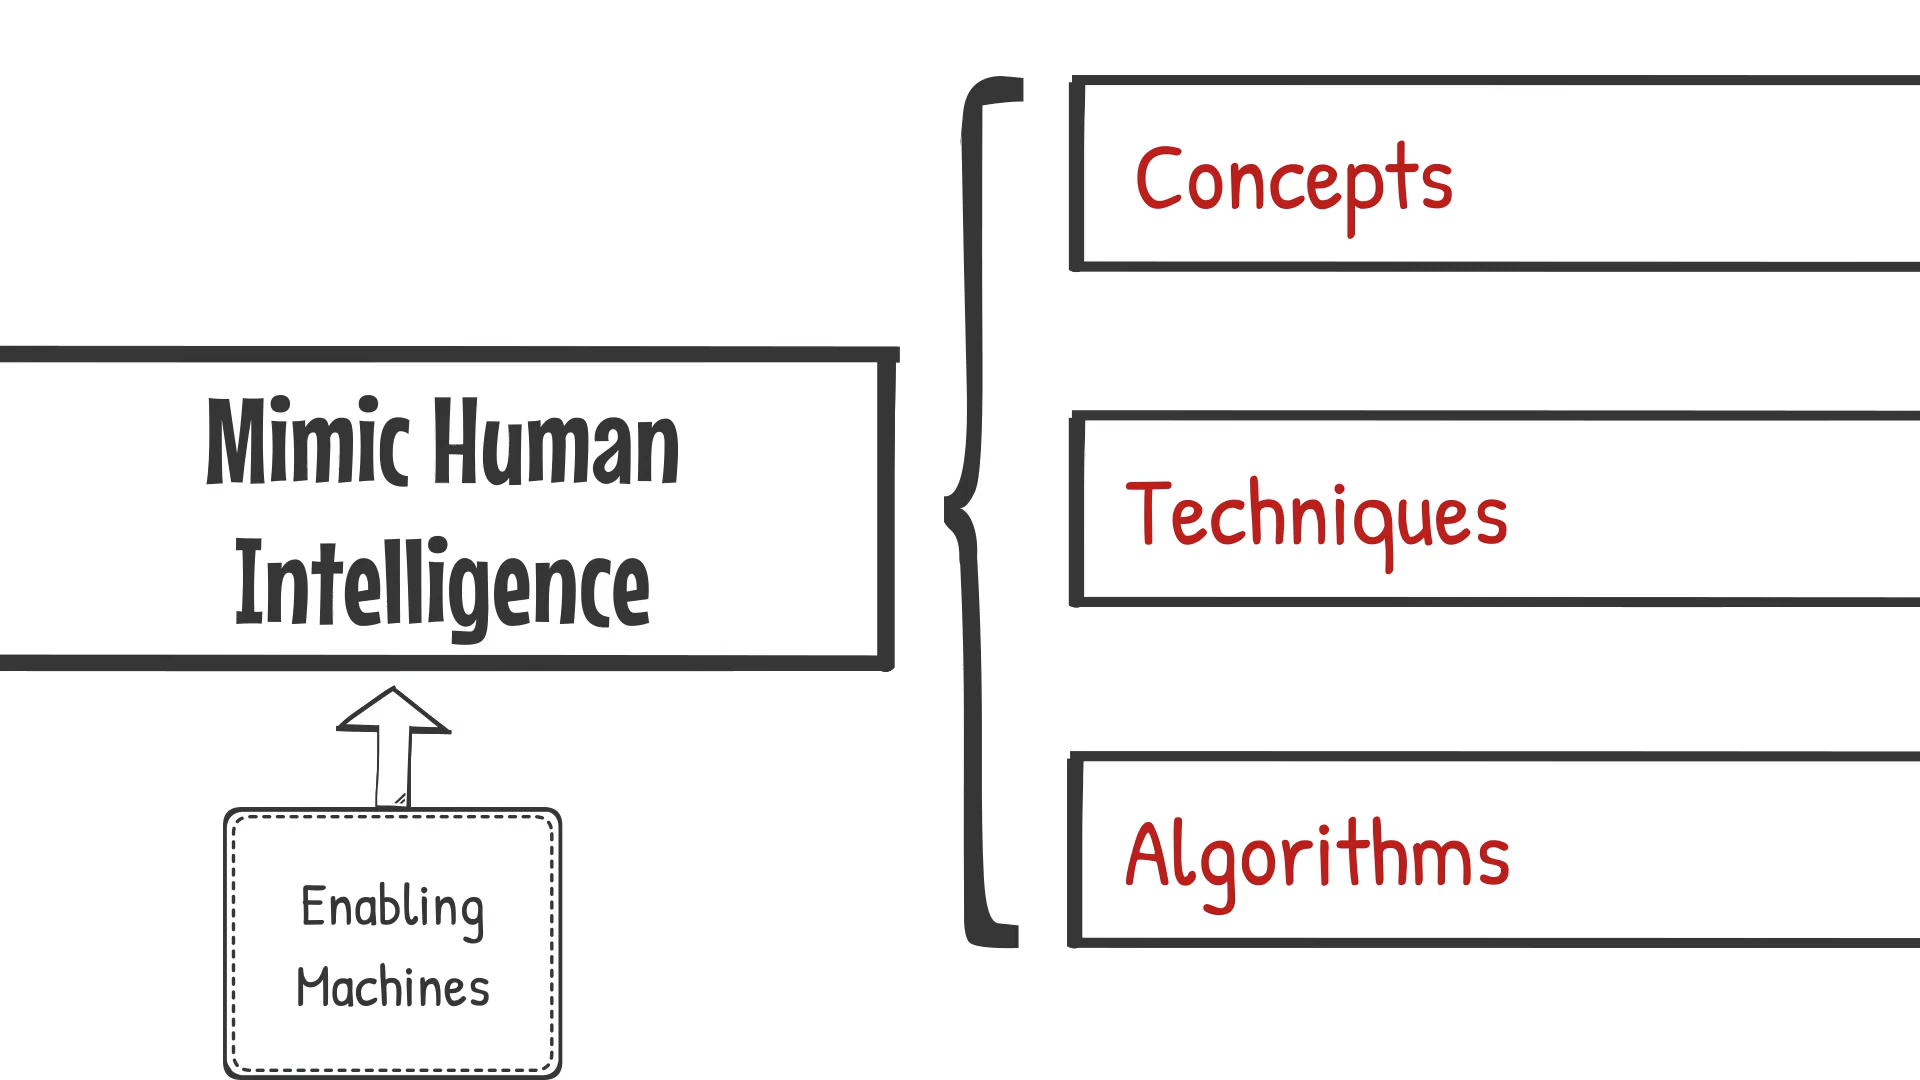 Mimic Human
Intelligence
Enabling
Machines
Concepts
Techniques
Algorithms